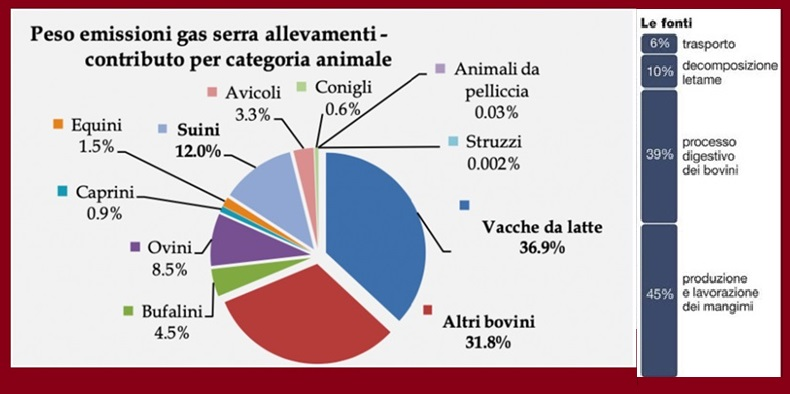 Peso emissioni gas serra allevamenti -
contributo per categoria animale
Animali da
pelliccia
0.03%
Conigli
0.6%
Avicoli
3.3%
Struzzi
0.002%
Suini
12.0%
Equini
1.5%
Caprini
0.9%
Ovini
8.5%
Bufalini
4.5%
Vacche da latte
36.9%
Altri bovini
31.8%
Le fonti
6% trasporto
10% decomposizione
letame
39% processo
digestivo
dei bovini
45% produzione
e lavorazione
dei mangimi